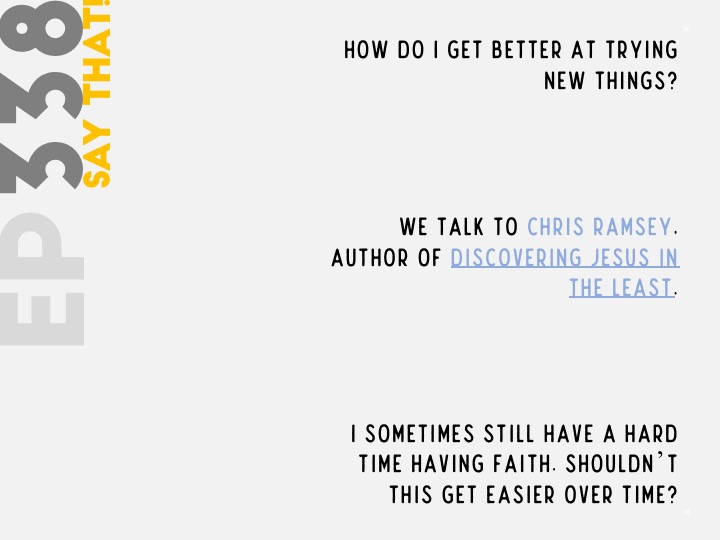 EP 338
SAY THAT!
HOW DO I GET BETTER AT TRYING
NEW THINGS?
WE TALK TO CHRIS RAMSEY.
AUTHOR OF DISCOVERING JESUS IN
THE LEAST.
I SOMETIMES STILL HAVE A HARD
TIME HAVING FAITH. SHOULDN'T
THIS GET EASIER OVER TIME?